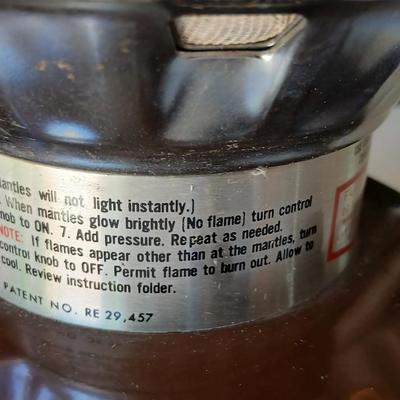 mantles will not light instantly.)
. When mantles glow brightly (No flame) turn control
knob to ON. 7. Add pressure. Repeat as needed.
NOTE: If flames appear other than at the mantles, turn
control knob to OFF. Permit flame to burn out. Allow to
cool. Review instruction folder.
PATENT NO. RE 29,457